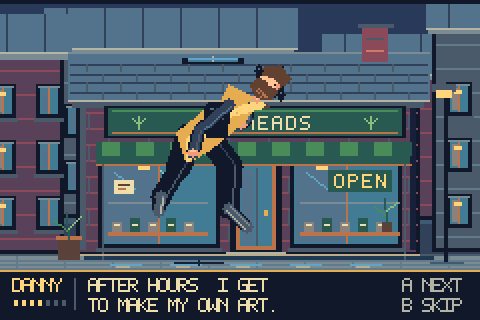 HEADS
OPEN
DANNY
AFTER HOURS I GET
TO MAKE MY OWN ART.
A NEXT
B SKIP